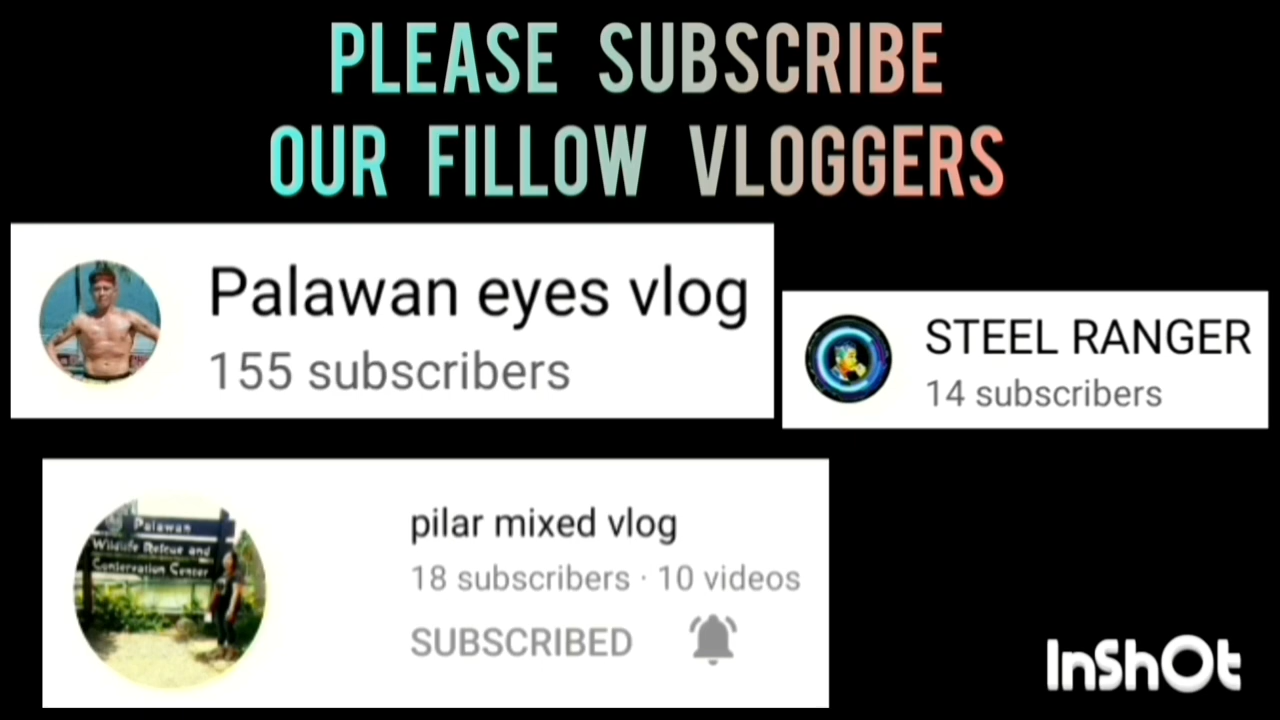 PLEASE SUBSCRIBE
OUR FILLOW VLOGGERS
Palawan eyes vlog
155 subscribers
STEEL RANGER
14 subscribers
Palawan
Wildlife Rescue and
Conservation Center
pilar mixed vlog
18 subscribers · 10 videos
SUBSCRIBED
InShOt